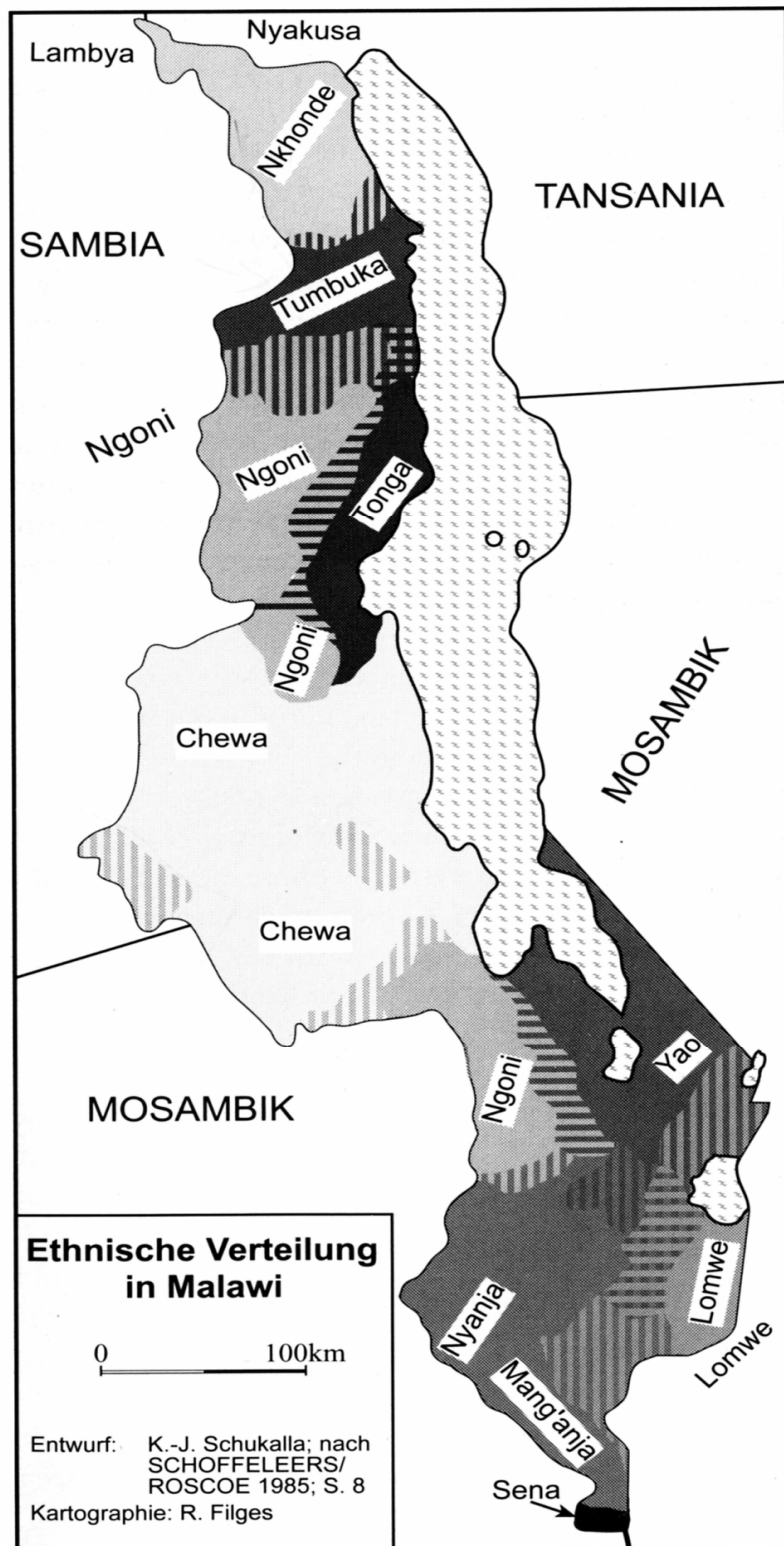 Nyakusa
Lambya
Nkhonde
TANSANIA
SAMBIA
Tumbuka
Ngoni
Ngoni
Tonga
Ngoni
MOSAMBIK
Chewa
Chewa
Yao
Ngoni
MOSAMBIK
Ethnische Verteilung
in Malawi
0 100km
Entwurf: K.-J. Schukalla; nach
SCHOFFELEERS/
ROSCOE 1985; S. 8
Kartographie: R. Filges
Lomwe
Nyanja
Lomwe
Mang'anja
Sena